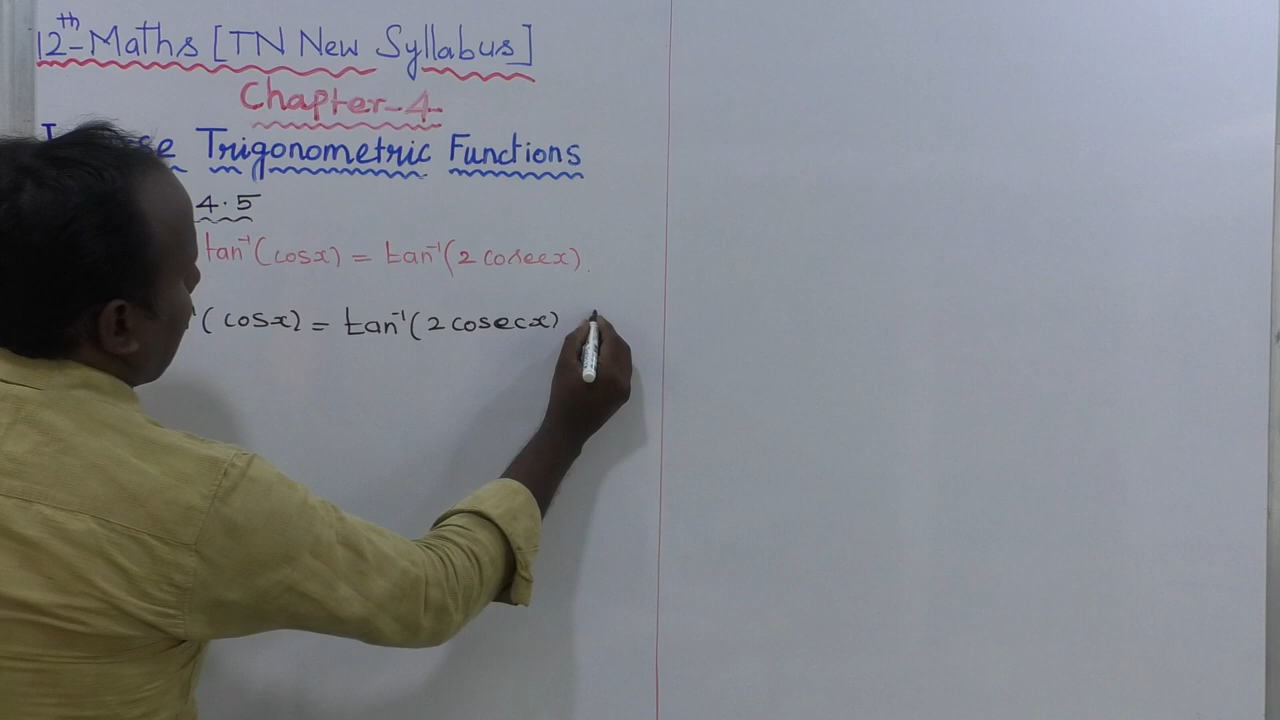 12th-Maths [TN New Syllabus]
Chapter-4
Trigonometric Functions
4.5
tan⁻¹(cosx) = tan⁻¹(2 cosecx).
(cosx) = tan⁻¹(2 cosecx)